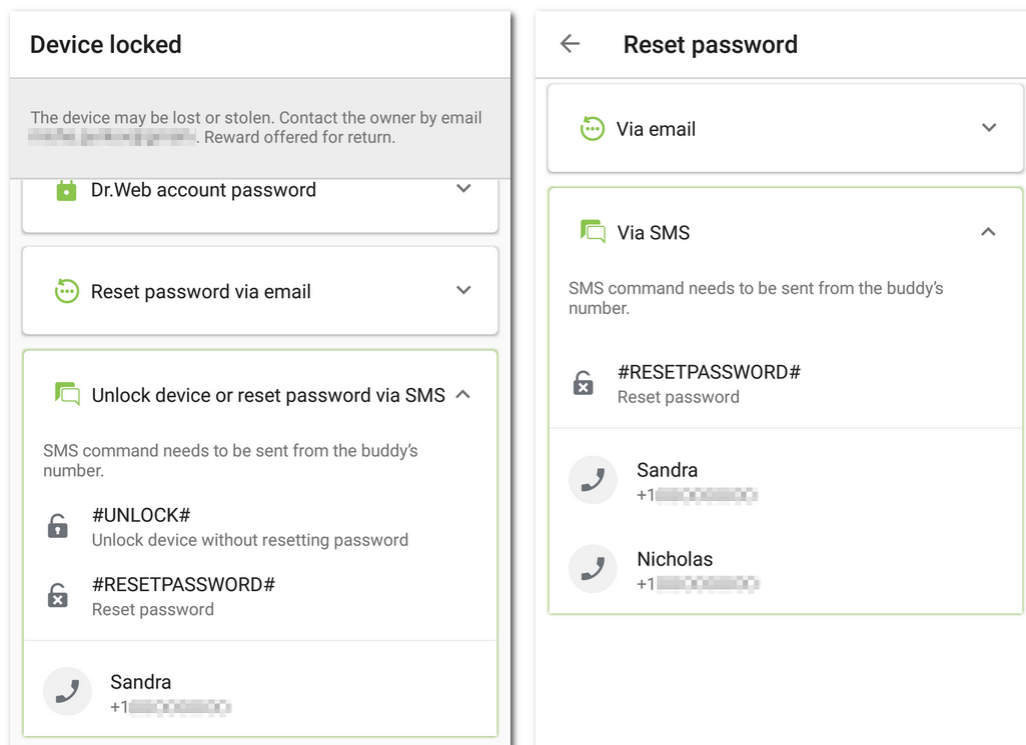 Device locked
The device may be lost or stolen. Contact the owner by email
. Reward offered for return.
Dr.Web account password
Reset password via email
Unlock device or reset password via SMS
SMS command needs to be sent from the buddy's
number.
#UNLOCK#
Unlock device without resetting password
#RESETPASSWORD#
Reset password
Sandra
+1
Reset password
Via email
Via SMS
SMS command needs to be sent from the buddy's
number.
#RESETPASSWORD#
Reset password
Sandra
+1
Nicholas
+1